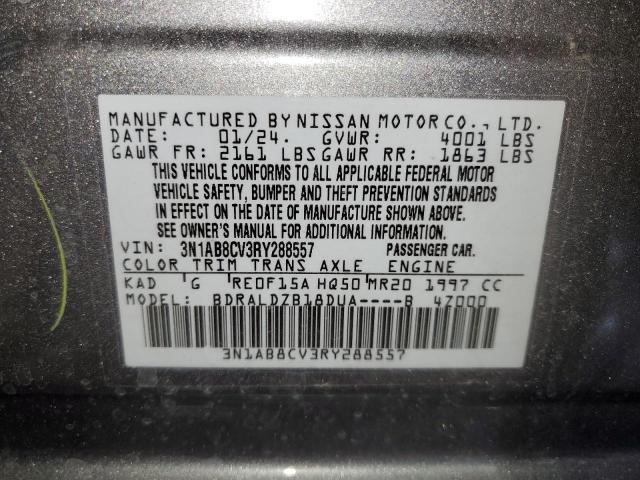 MANUFACTURED BY NISSAN MOTOR CO., LTD.
DATE: 01/24. GVWR: 4001 LBS
GAWR FR: 2161 LBS GAWR RR: 1863 LBS
THIS VEHICLE CONFORMS TO ALL APPLICABLE FEDERAL MOTOR
VEHICLE SAFETY, BUMPER AND THEFT PREVENTION STANDARDS
IN EFFECT ON THE DATE OF MANUFACTURE SHOWN ABOVE.
SEE OWNER'S MANUAL FOR ADDITIONAL INFORMATION.
VIN: 3N1AB8CV3RY288557 PASSENGER CAR.
COLOR TRIM TRANS AXLE ENGINE
KAD G RE0F15A HQ50 MR20 1997 CC
MODEL: BDRALDZB18DUA----B 47000
3N1AB8CV3RY288557